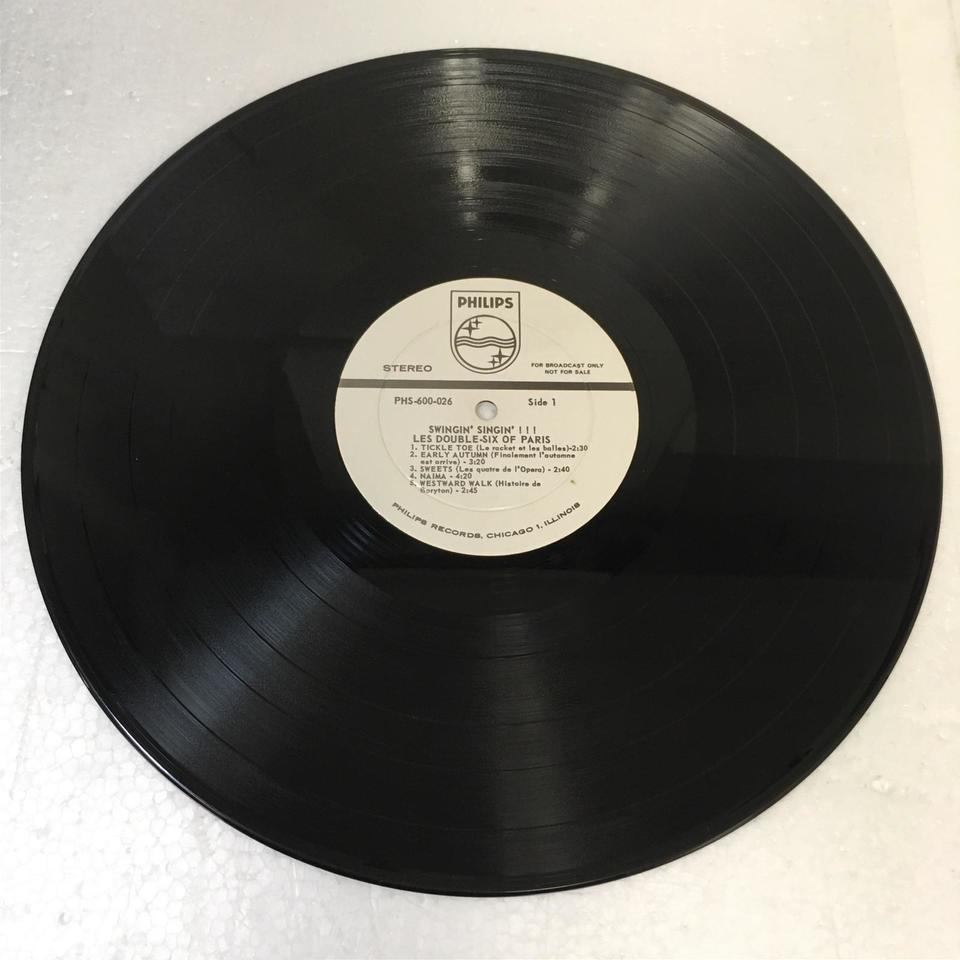 PHILIPS
STEREO
FOR BROADCAST ONLY
NOT FOR SALE
PHS-600-026
Side 1
SWINGIN' SINGIN' ! ! !
LES DOUBLE-SIX OF PARIS
1. TICKLE TOE (Le racket et les balles)-2:30
2. EARLY AUTUMN (Finalement l'automne
est arrive) - 3:20
3. SWEETS (Les quatre de l'Opera) - 2:40
4. NAIMA - 4:20
5. WESTWARD WALK (Histoire de
Baryton) - 2:45
PHILIPS RECORDS, CHICAGO 1, ILLINOIS